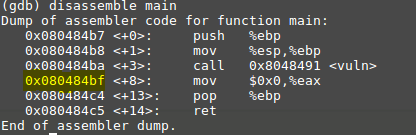 (gdb) disassemble main
Dump of assembler code for function main:
   0x080484b7 <+0>:     push   %ebp
   0x080484b8 <+1>:     mov    %esp,%ebp
   0x080484ba <+3>:     call   0x8048491 <vuln>
   0x080484bf <+8>:     mov    $0x0,%eax
   0x080484c4 <+13>:    pop    %ebp
   0x080484c5 <+14>:    ret
End of assembler dump.